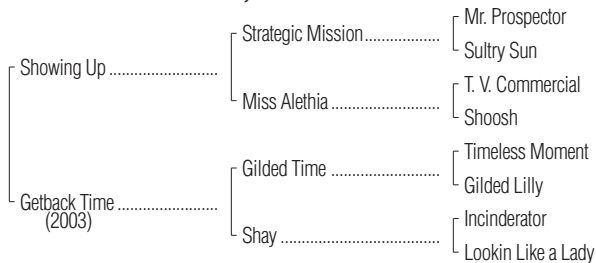 Mr. Prospector
Strategic Mission
Sultry Sun
Showing Up
T. V. Commercial
Miss Alethia
Shoosh
Timeless Moment
Gilded Time
Gilded Lilly
Getback Time
(2003)
Incinderator
Shay
Lookin Like a Lady